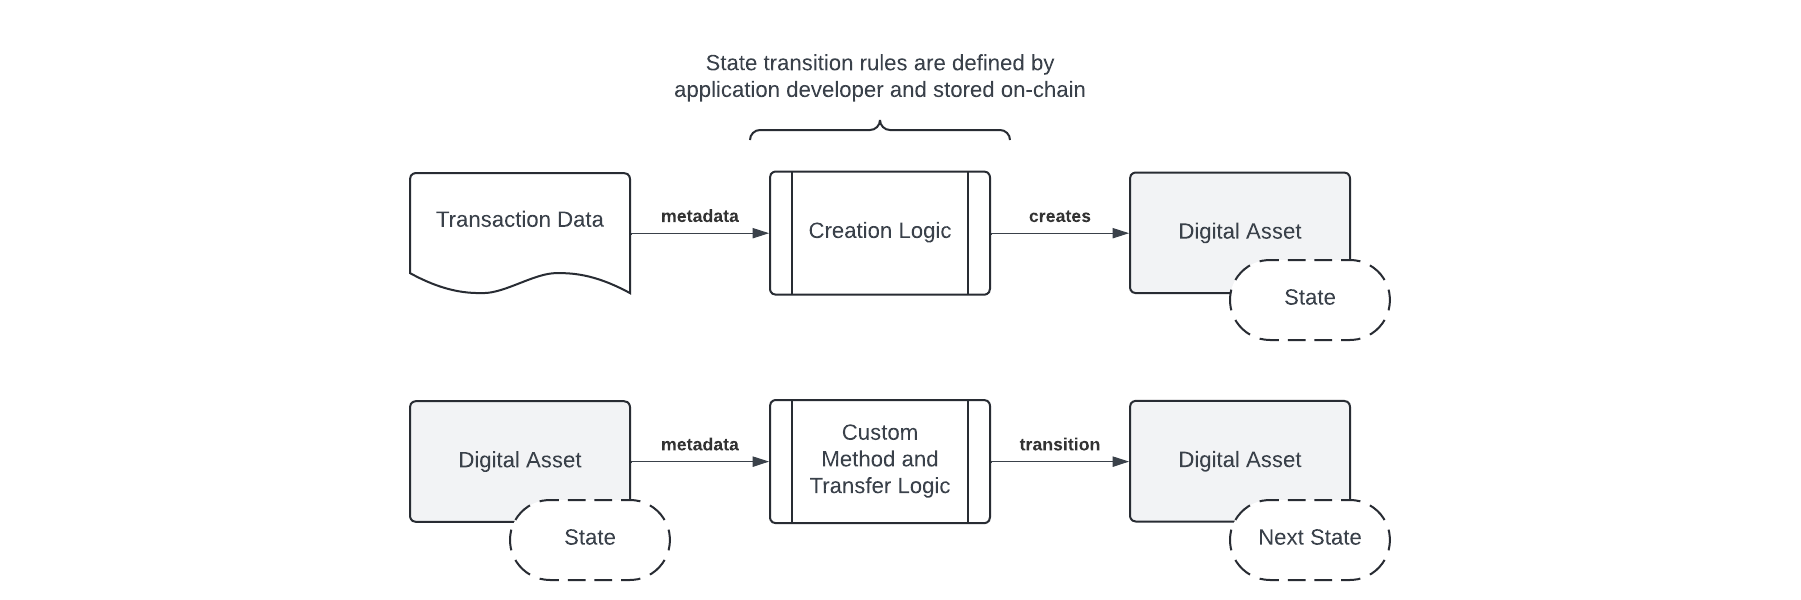 State transition rules are defined by
application developer and stored on-chain
Transaction Data
metadata
Creation Logic
creates
Digital Asset
State
Digital Asset
State
metadata
Custom
Method and
Transfer Logic
transition
Digital Asset
Next State